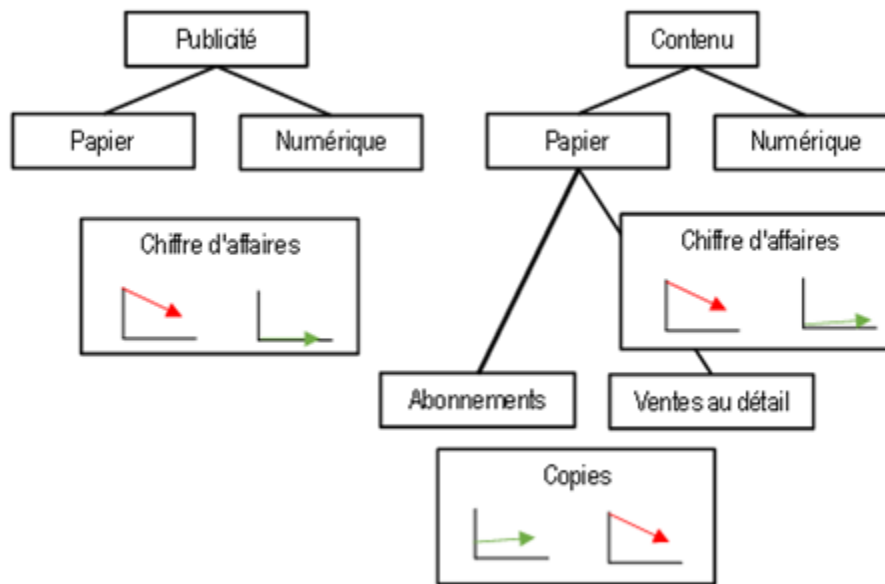 Publicité
Contenu
Papier
Numérique
Papier
Numérique
Chiffre d'affaires
Chiffre d'affaires
Abonnements
Ventes au détail
Copies